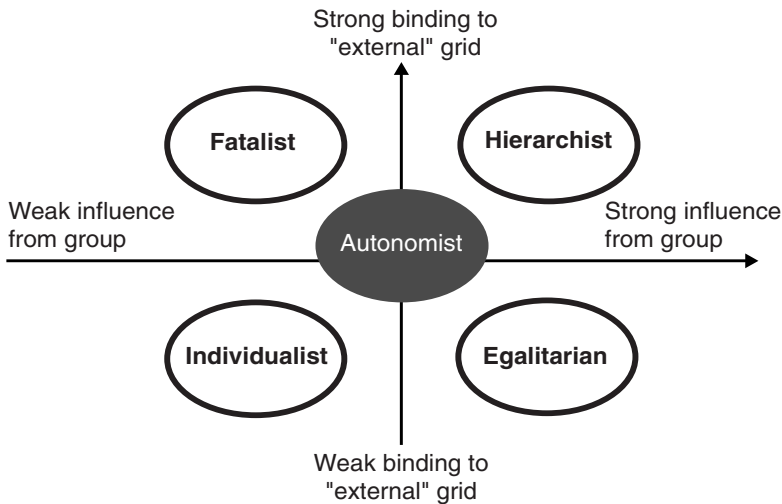 Strong binding to
"external" grid
Fatalist
Hierarchist
Weak influence
from group
Autonomist
Strong influence
from group
Individualist
Egalitarian
Weak binding to
"external" grid